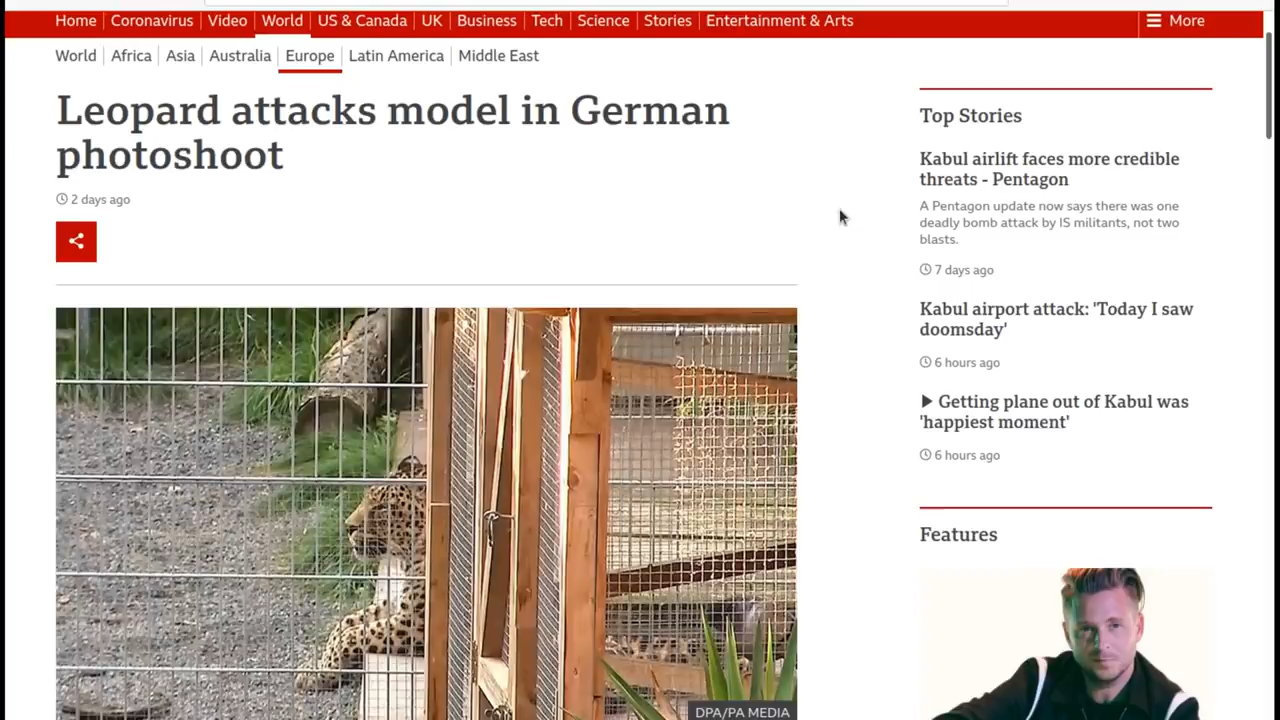 Home Coronavirus Video World US & Canada UK Business Tech Science Stories Entertainment & Arts More
World Africa Asia Australia Europe Latin America Middle East
Leopard attacks model in German
photoshoot
2 days ago
DPA/PA MEDIA
Top Stories
Kabul airlift faces more credible
threats - Pentagon
A Pentagon update now says there was one
deadly bomb attack by IS militants, not two
blasts.
7 days ago
Kabul airport attack: 'Today I saw
doomsday'
6 hours ago
Getting plane out of Kabul was
'happiest moment'
6 hours ago
Features